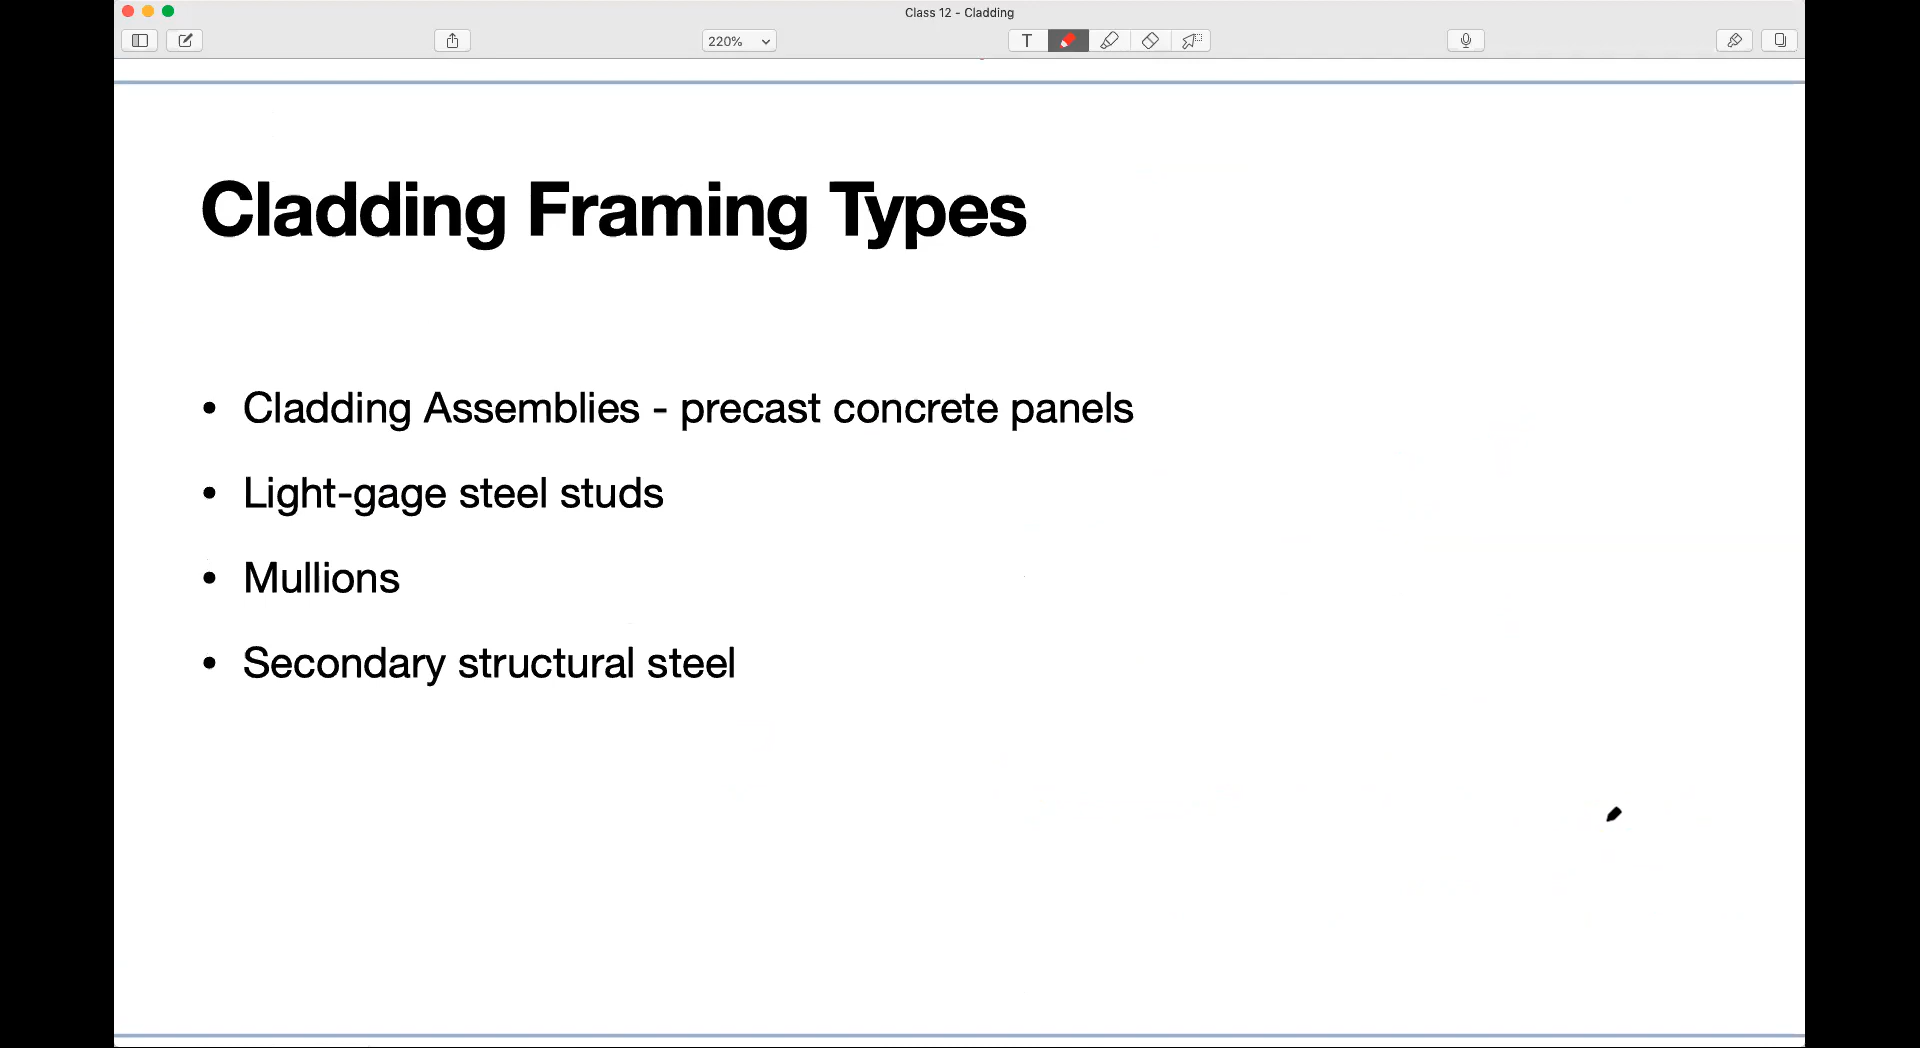 Class 12 - Cladding
220%
T
Cladding Framing Types
• Cladding Assemblies - precast concrete panels
• Light-gage steel studs
• Mullions
• Secondary structural steel